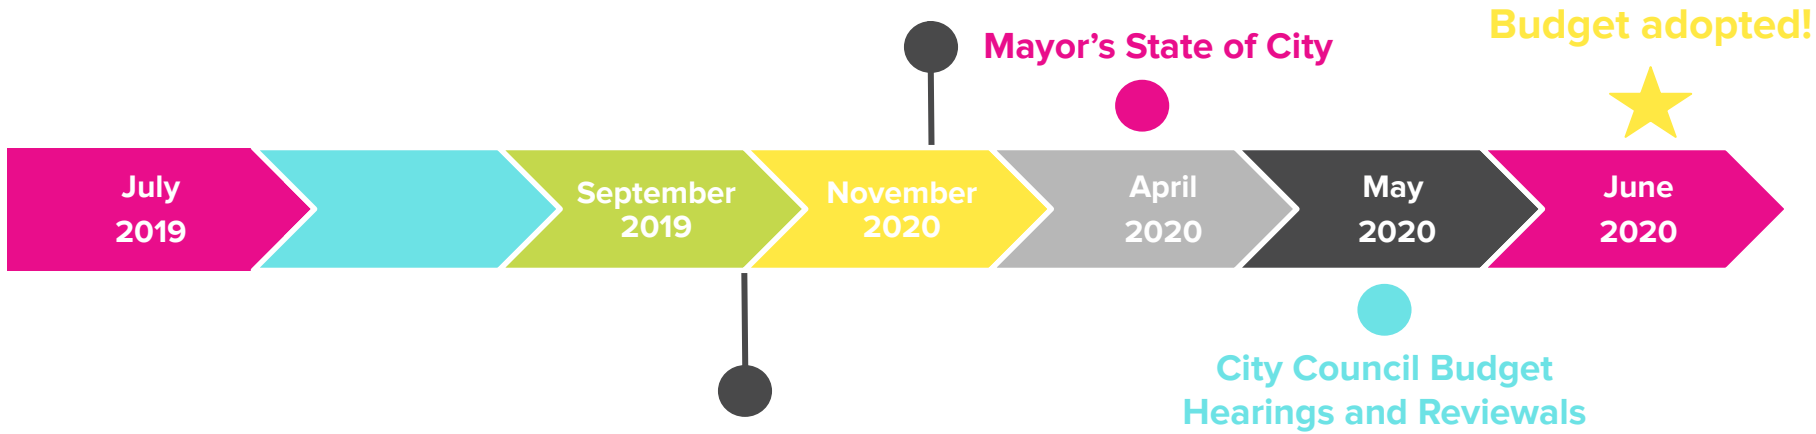 Budget adopted!
Mayor's State of City
July
2019
September
2019
November
2020
April
2020
May
2020
June
2020
City Council Budget
Hearings and Reviewals